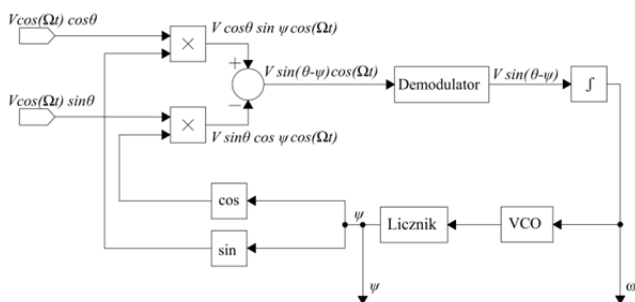 Vcos(Ωt) cosθ
V cosθ sin ψ cos(Ωt)
×
+
V sin(θ-ψ)cos(Ωt)
Demodulator
V sin(θ-ψ)
∫
−
Vcos(Ωt) sinθ
×
V sinθ cos ψ cos(Ωt)
cos
ψ
Licznik
VCO
sin
ψ
ω